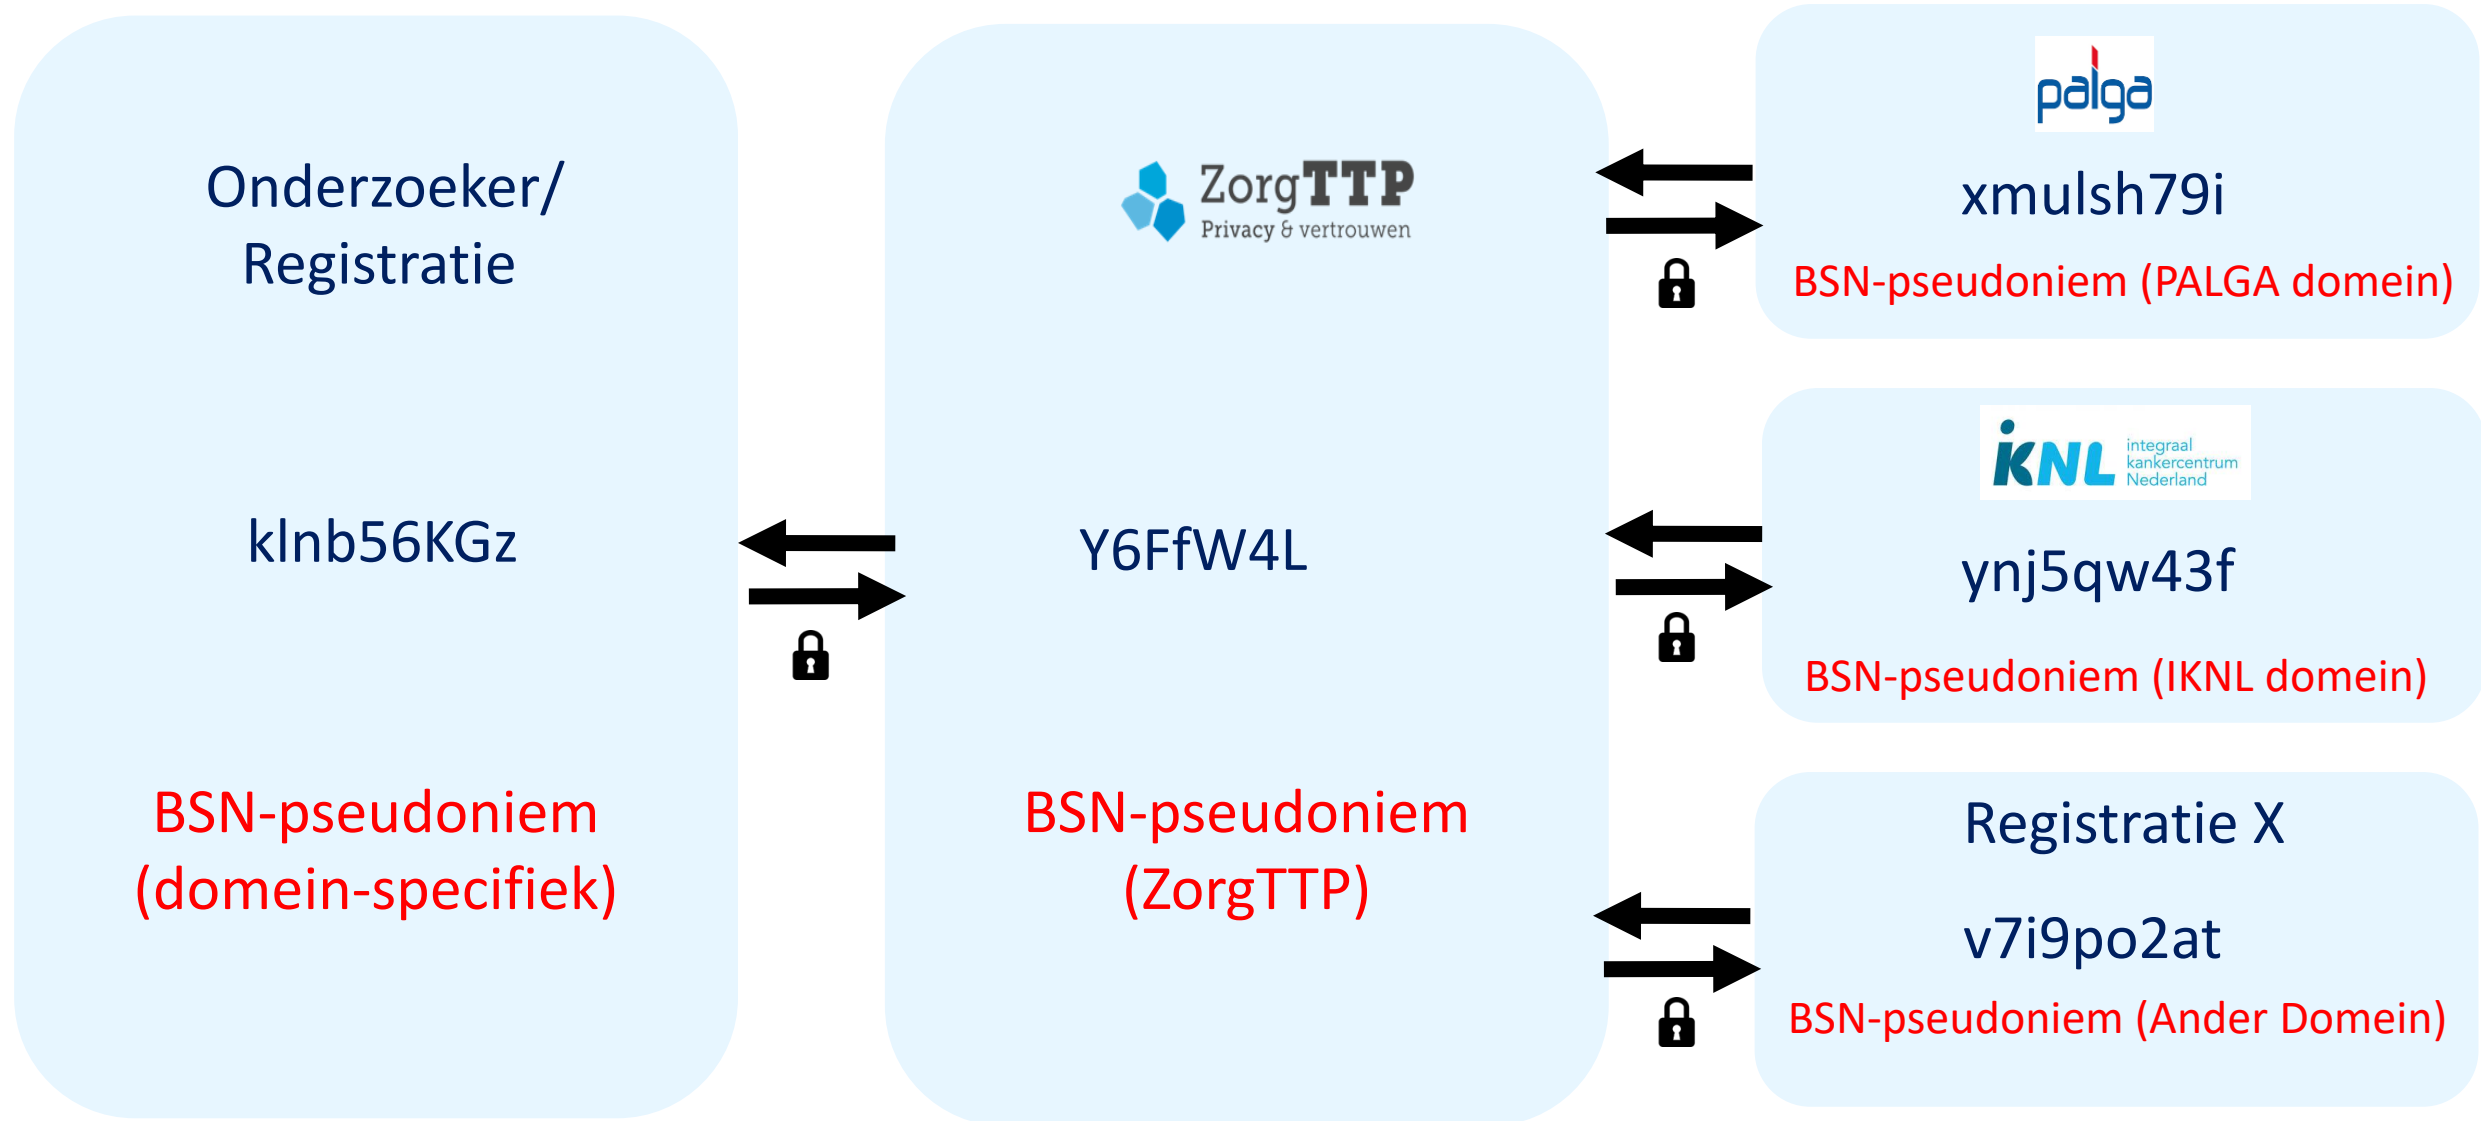 Onderzoeker/
Registratie
klnb56KGz
BSN-pseudoniem
(domein-specifiek)
ZorgTTP
Privacy & vertrouwen
Y6FfW4L
BSN-pseudoniem
(ZorgTTP)
palga
xmulsh79i
BSN-pseudoniem (PALGA domein)
iKNL
integraal
kankercentrum
Nederland
ynj5qw43f
BSN-pseudoniem (IKNL domein)
Registratie X
v7i9po2at
BSN-pseudoniem (Ander Domein)